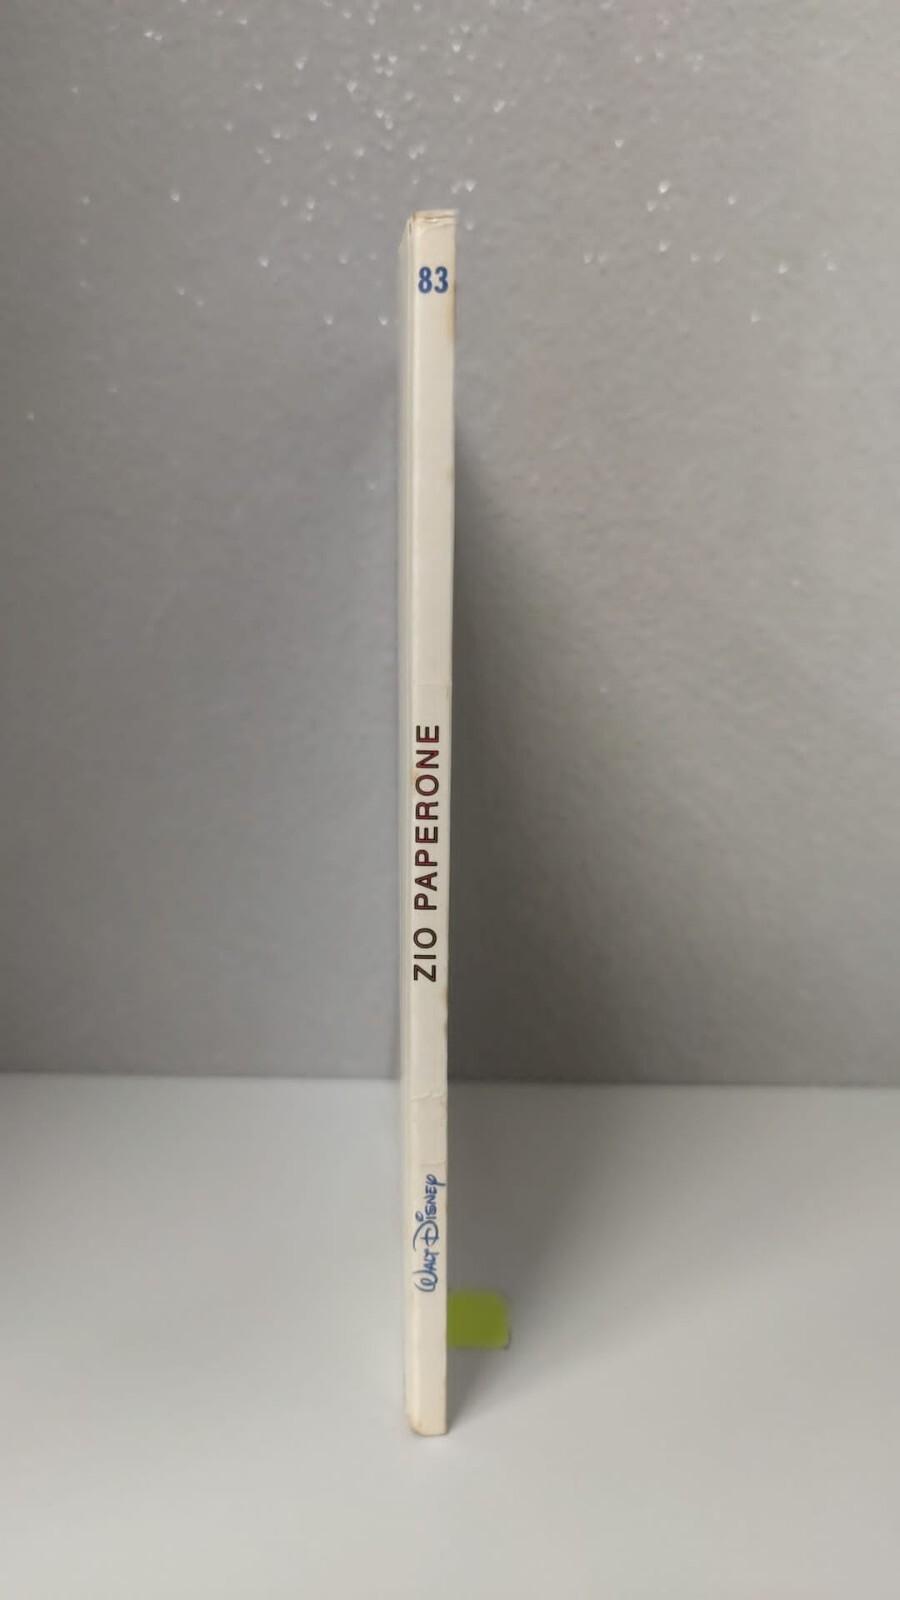 83
ZIO PAPERONE
WALT DISNEY